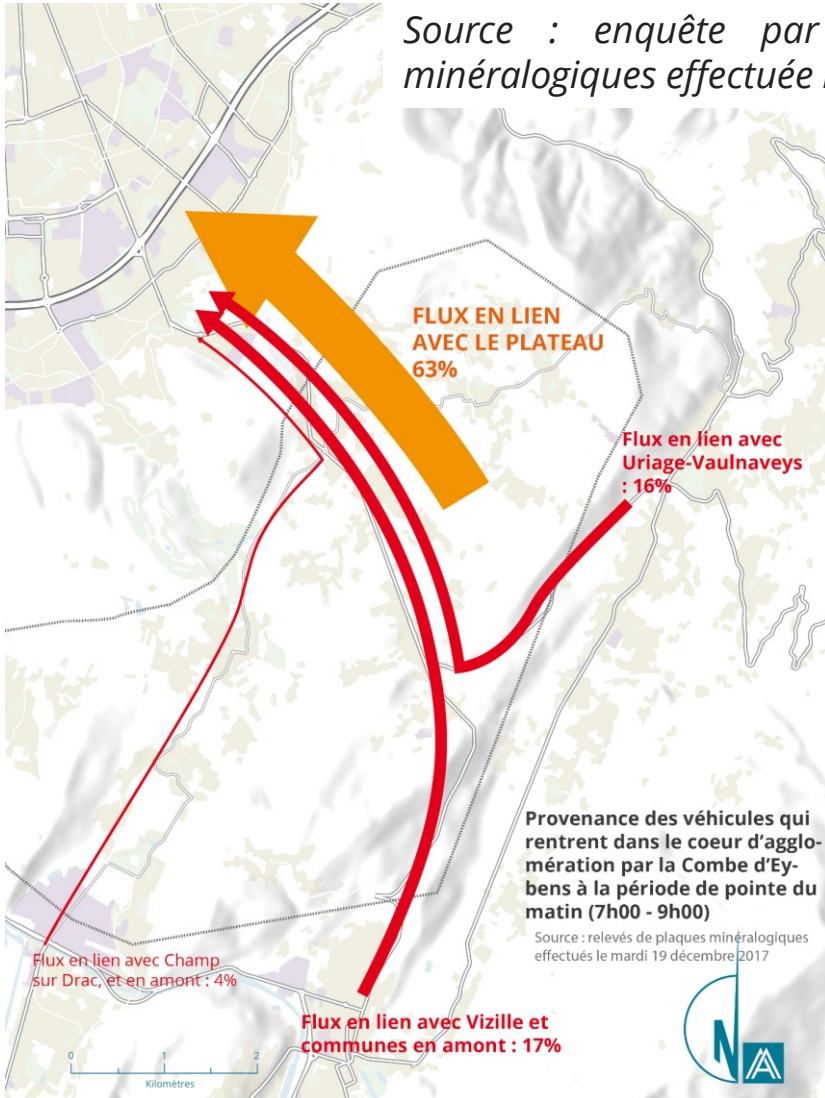 Source : enquête par
minéralogiques effectuée
FLUX EN LIEN
AVEC LE PLATEAU
63%
Flux en lien avec
Uriage-Vaulnaveys
: 16%
Provenance des véhicules qui
rentrent dans le coeur d'agglo-
mération par la Combe d'Ey-
bens à la période de pointe du
matin (7h00 - 9h00)
Source : relevés de plaques minéralogiques
effectués le mardi 19 décembre 2017
Flux en lien avec Champ
sur Drac, et en amont : 4%
Flux en lien avec Vizille et
communes en amont : 17%
0 1 2
Kilomètres
N